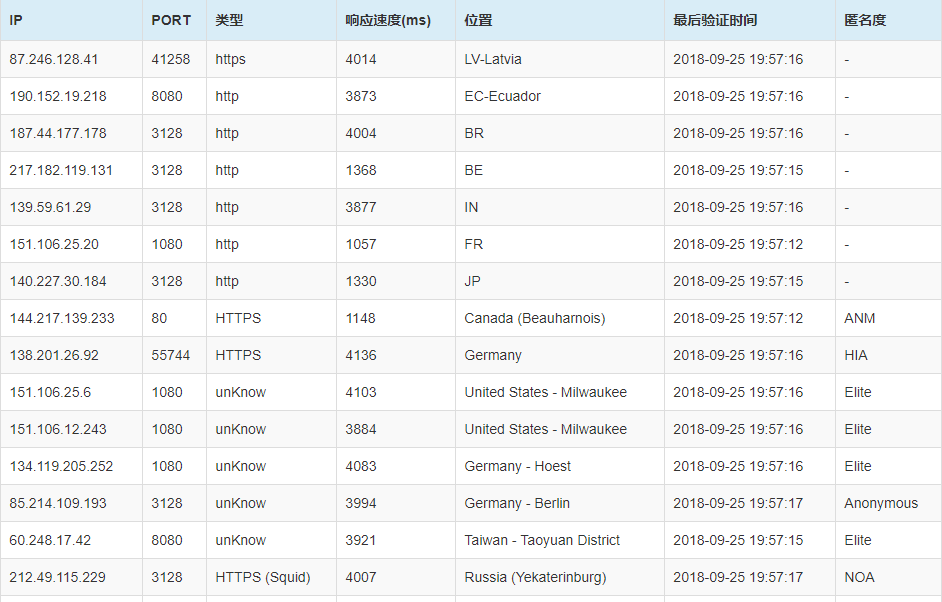 IP PORT 类型 响应速度(ms) 位置 最后验证时间 匿名度
87.246.128.41 41258 https 4014 LV-Latvia 2018-09-25 19:57:16 -
190.152.19.218 8080 http 3873 EC-Ecuador 2018-09-25 19:57:16 -
187.44.177.178 3128 http 4004 BR 2018-09-25 19:57:16 -
217.182.119.131 3128 http 1368 BE 2018-09-25 19:57:15 -
139.59.61.29 3128 http 3877 IN 2018-09-25 19:57:16 -
151.106.25.20 1080 http 1057 FR 2018-09-25 19:57:12 -
140.227.30.184 3128 http 1330 JP 2018-09-25 19:57:15 -
144.217.139.233 80 HTTPS 1148 Canada (Beauharnois) 2018-09-25 19:57:12 ANM
138.201.26.92 55744 HTTPS 4136 Germany 2018-09-25 19:57:16 HIA
151.106.25.6 1080 unKnow 4103 United States - Milwaukee 2018-09-25 19:57:16 Elite
151.106.12.243 1080 unKnow 3884 United States - Milwaukee 2018-09-25 19:57:16 Elite
134.119.205.252 1080 unKnow 4083 Germany - Hoest 2018-09-25 19:57:16 Elite
85.214.109.193 3128 unKnow 3994 Germany - Berlin 2018-09-25 19:57:17 Anonymous
60.248.17.42 8080 unKnow 3921 Taiwan - Taoyuan District 2018-09-25 19:57:15 Elite
212.49.115.229 3128 HTTPS (Squid) 4007 Russia (Yekaterinburg) 2018-09-25 19:57:17 NOA